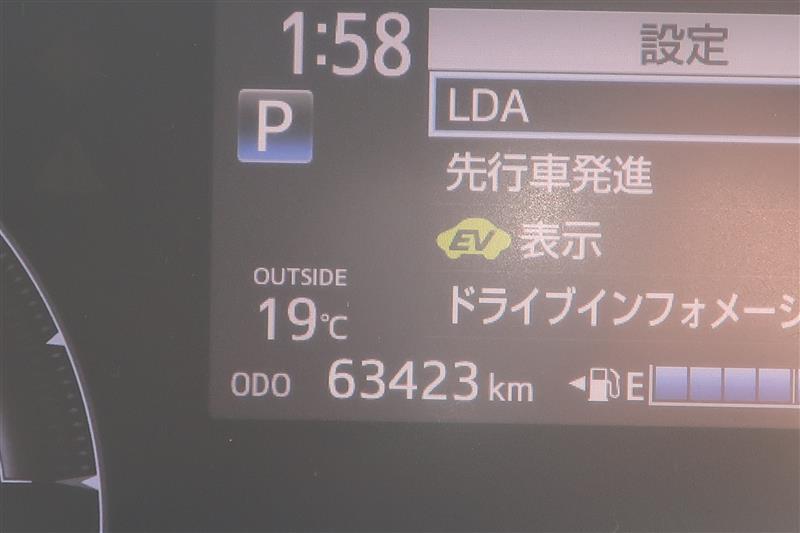 1:58
設定
P
LDA
先行車発進
EV 表示
OUTSIDE
19℃
ドライブインフォメーシ
ODO 63423 km
E